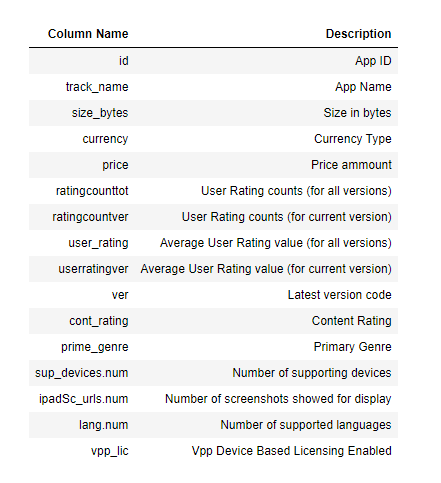 Column Name Description
id App ID
track_name App Name
size_bytes Size in bytes
currency Currency Type
price Price ammount
ratingcounttot User Rating counts (for all versions)
ratingcountver User Rating counts (for current version)
user_rating Average User Rating value (for all versions)
userratingver Average User Rating value (for current version)
ver Latest version code
cont_rating Content Rating
prime_genre Primary Genre
sup_devices.num Number of supporting devices
ipadSc_urls.num Number of screenshots showed for display
lang.num Number of supported languages
vpp_lic Vpp Device Based Licensing Enabled